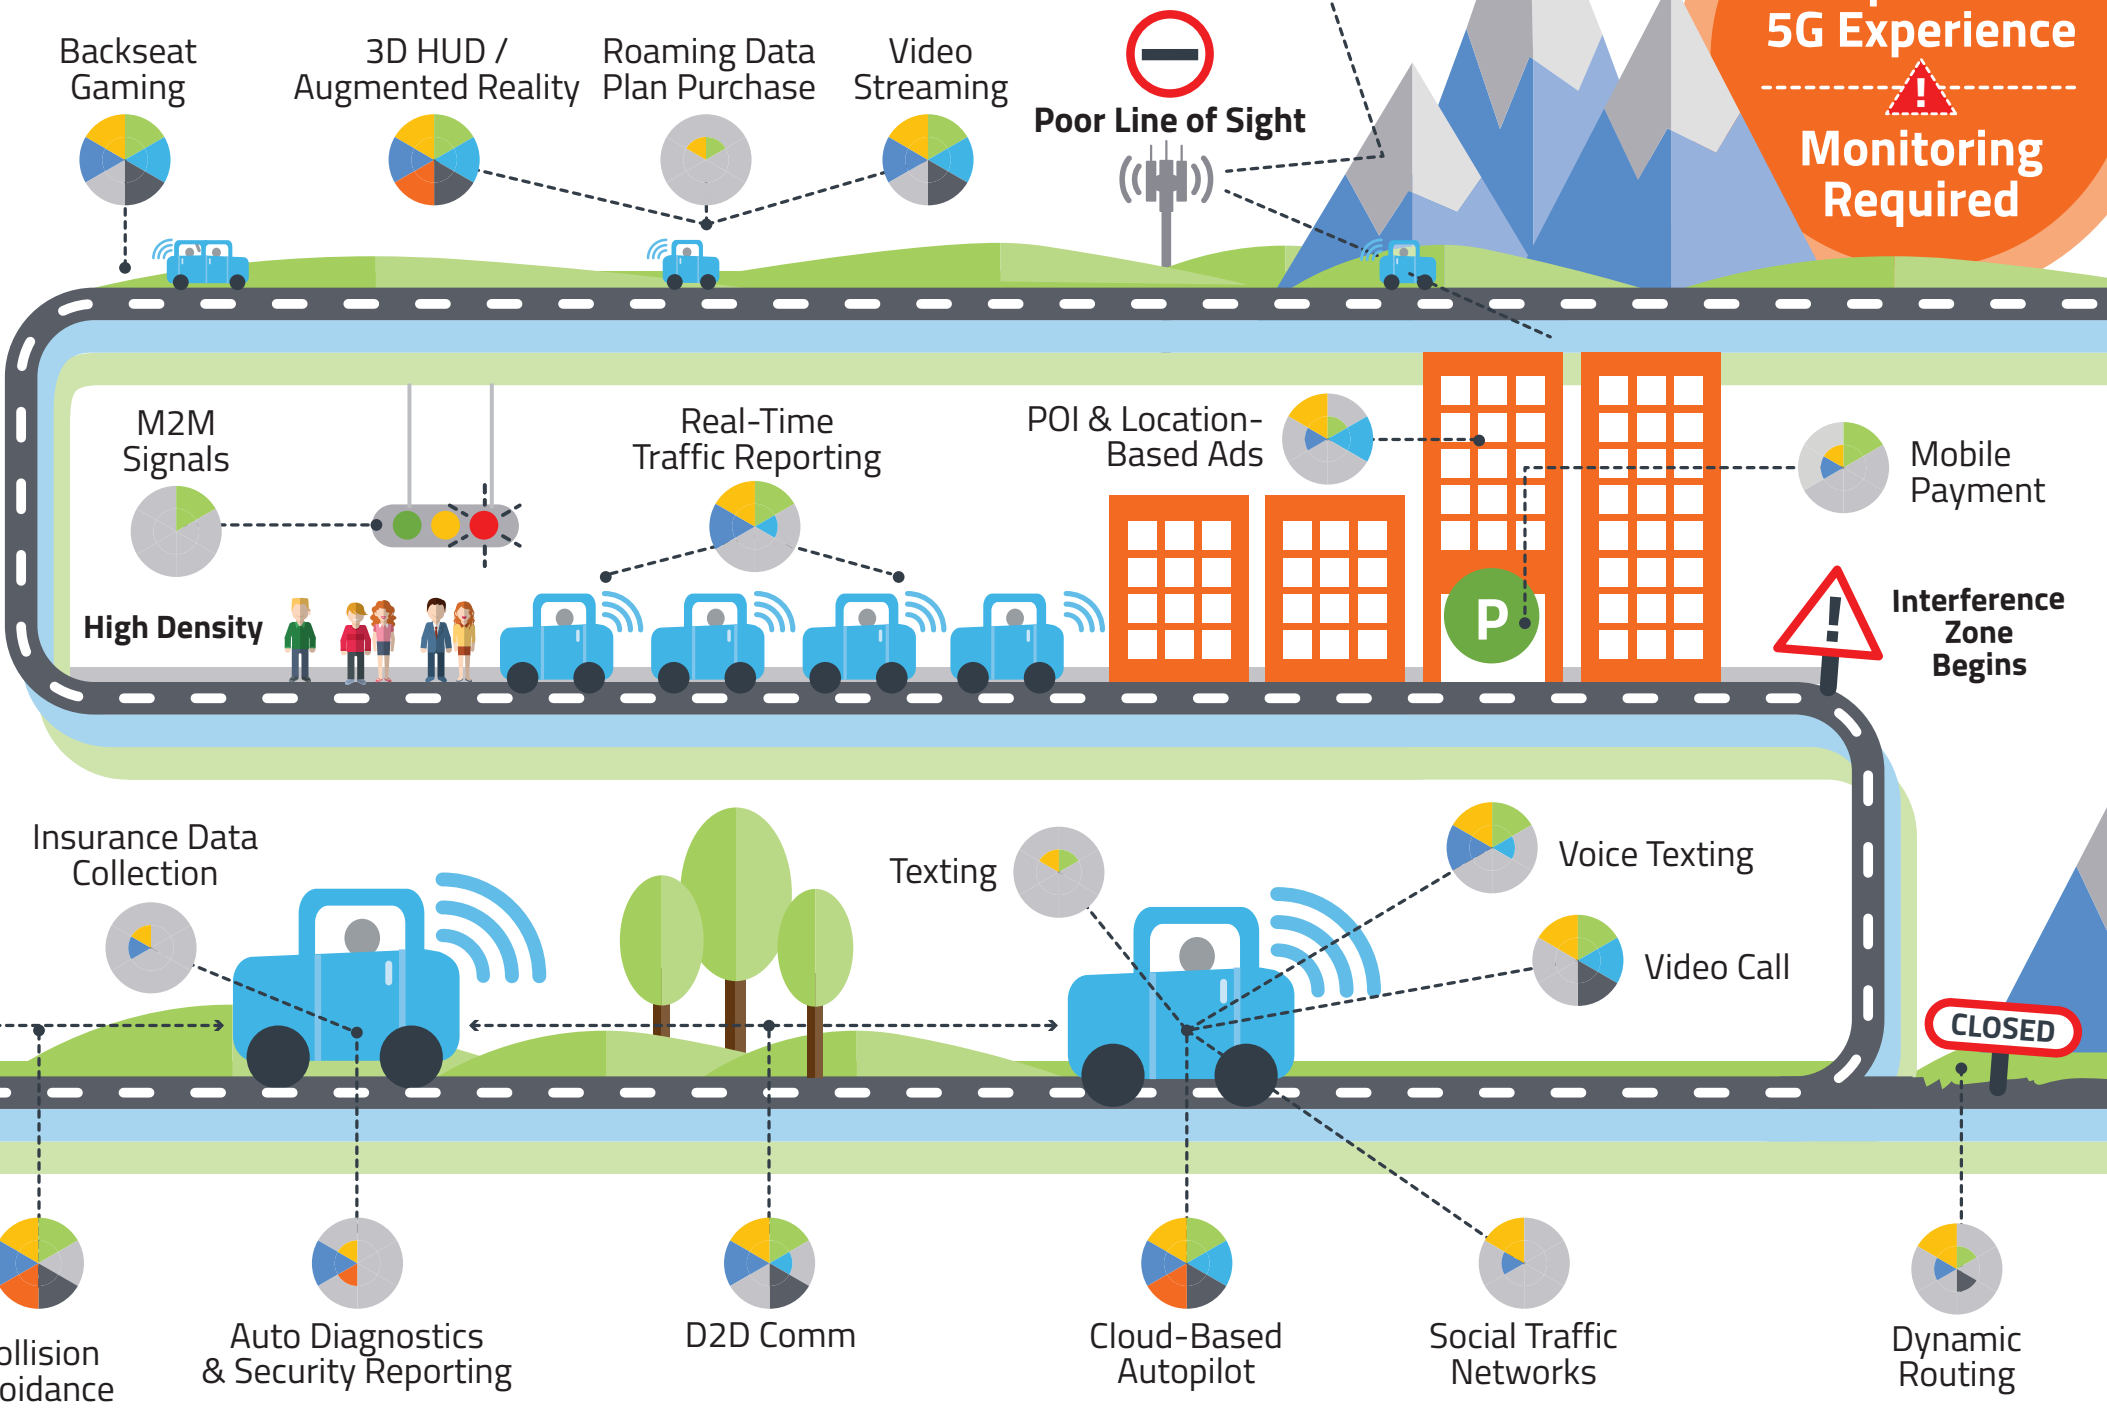 Backseat
Gaming
3D HUD /
Augmented Reality
Roaming Data
Plan Purchase
Video
Streaming
Poor Line of Sight
5G Experience
!
Monitoring
Required
M2M
Signals
Real-Time
Traffic Reporting
POI & Location-
Based Ads
Mobile
Payment
High Density
P
!
Interference
Zone
Begins
Insurance Data
Collection
Texting
Voice Texting
Video Call
CLOSED
ollision
oidance
Auto Diagnostics
& Security Reporting
D2D Comm
Cloud-Based
Autopilot
Social Traffic
Networks
Dynamic
Routing